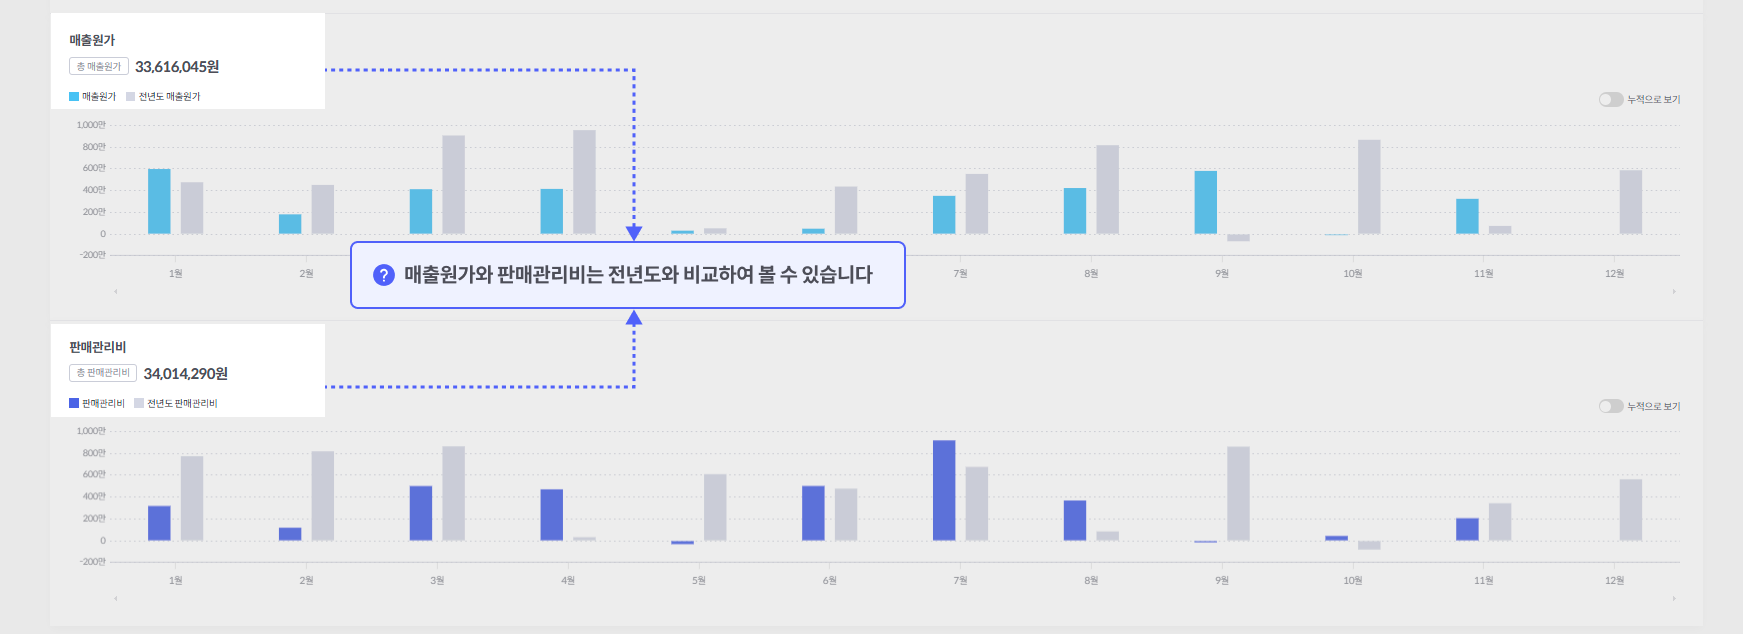 매출원가
총 매출원가 33,616,045원
매출원가 전년도 매출원가
누적으로 보기
1,000만
800만
600만
400만
200만
0
-200만
1월 2월 7월 8월 9월 10월 11월 12월
? 매출원가와 판매관리비는 전년도와 비교하여 볼 수 있습니다
판매관리비
총 판매관리비 34,014,290원
판매관리비 전년도 판매관리비
누적으로 보기
1,000만
800만
600만
400만
200만
0
-200만
1월 2월 3월 4월 5월 6월 7월 8월 9월 10월 11월 12월